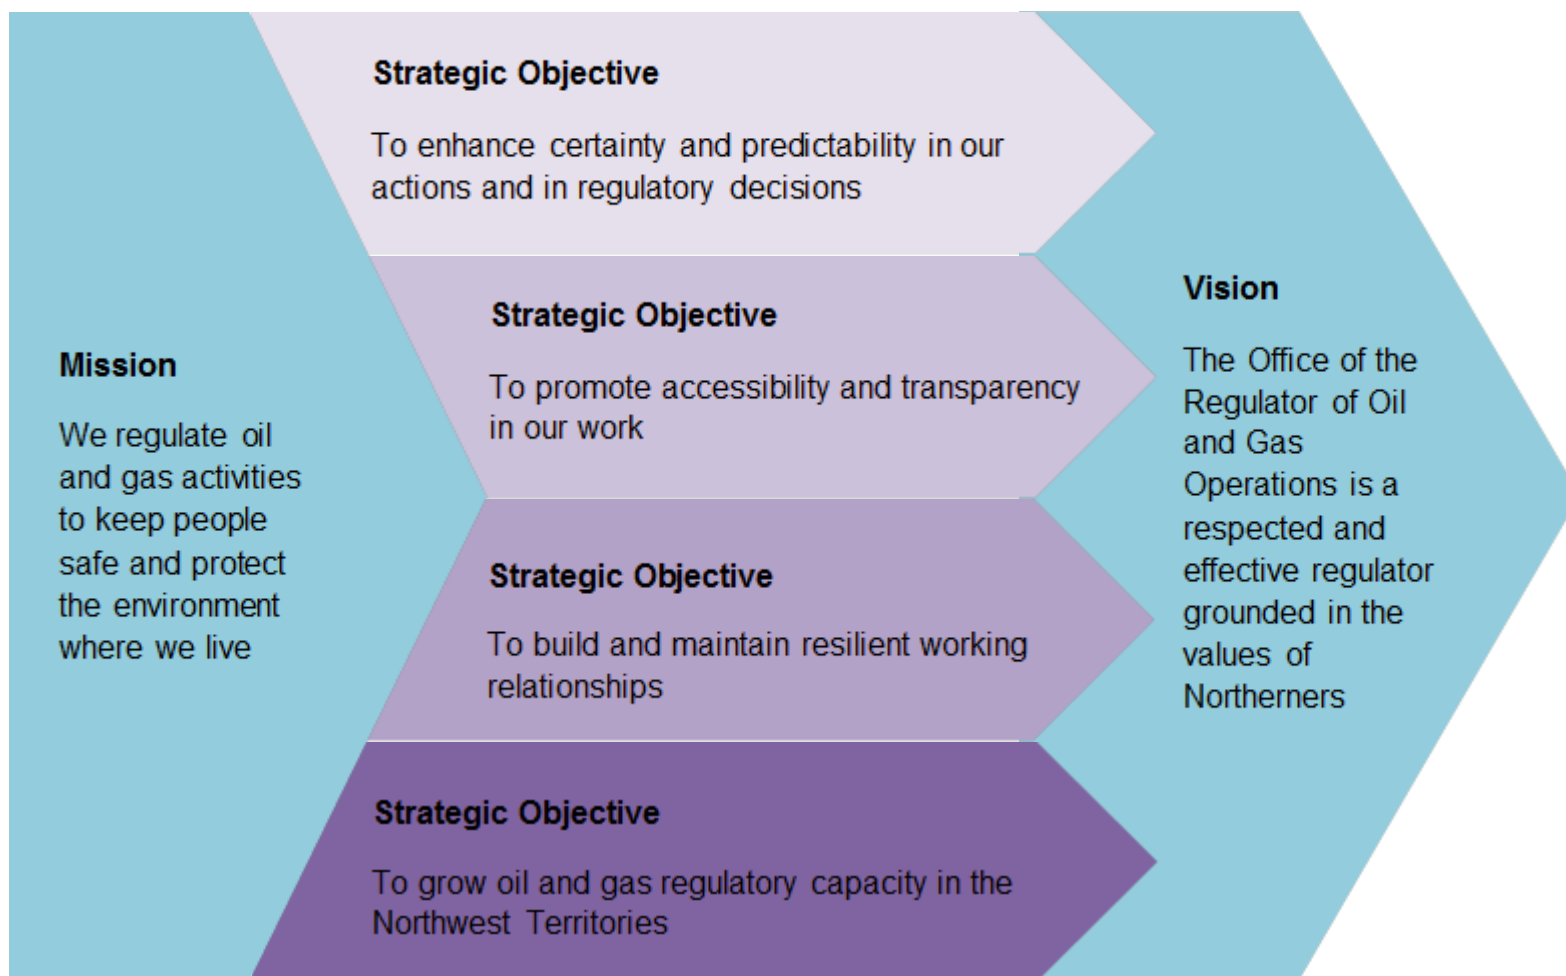 Mission
We regulate oil
and gas activities
to keep people
safe and protect
the environment
where we live
Strategic Objective
To enhance certainty and predictability in our
actions and in regulatory decisions
Strategic Objective
To promote accessibility and transparency
in our work
Strategic Objective
To build and maintain resilient working
relationships
Strategic Objective
To grow oil and gas regulatory capacity in the
Northwest Territories
Vision
The Office of the
Regulator of Oil
and Gas
Operations is a
respected and
effective regulator
grounded in the
values of
Northerners